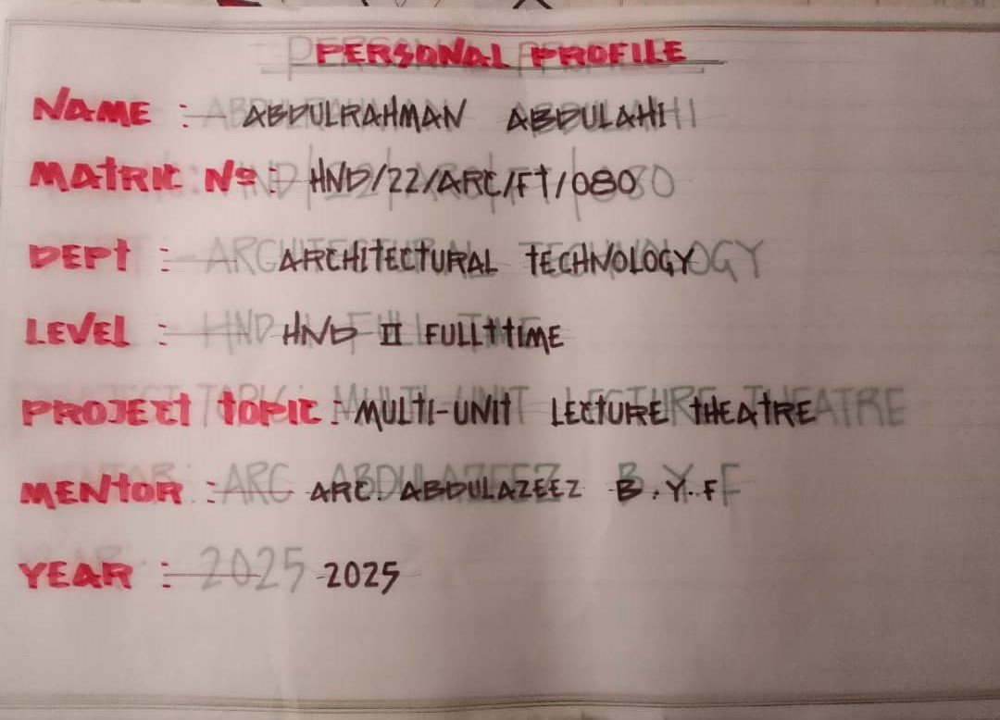 PERSONAL PROFILE
NAME : ABDULRAHMAN ABDULAHI
MATRIC Nº : HND/22/ARC/FT/080
DEPT : ARCHITECTURAL TECHNOLOGY
LEVEL : HND II FULLTTIME
PROJECT TOPIC : MULTI-UNIT LECTURE THEATRE
MENTOR : ARC. ABDULAZEEZ B.Y.F
YEAR : 2025